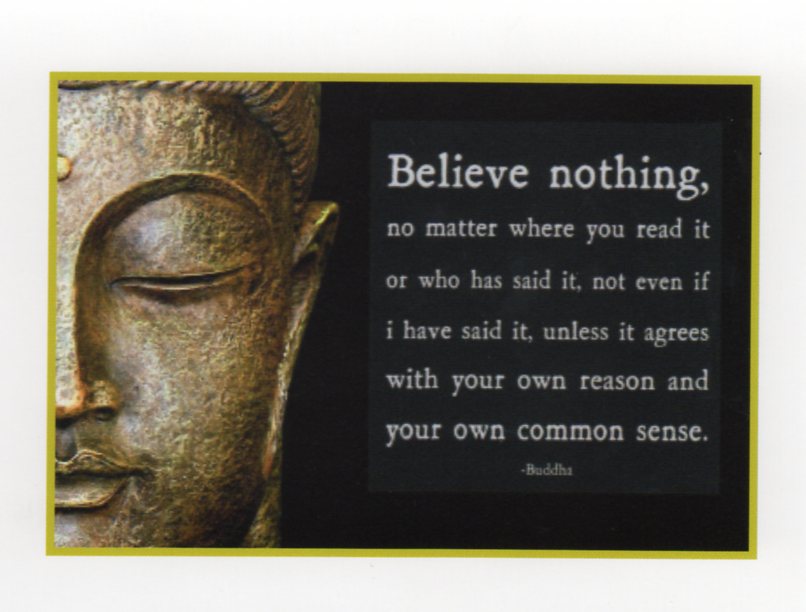 Believe nothing,
no matter where you read it
or who has said it, not even if
i have said it, unless it agrees
with your own reason and
your own common sense.
-Buddha